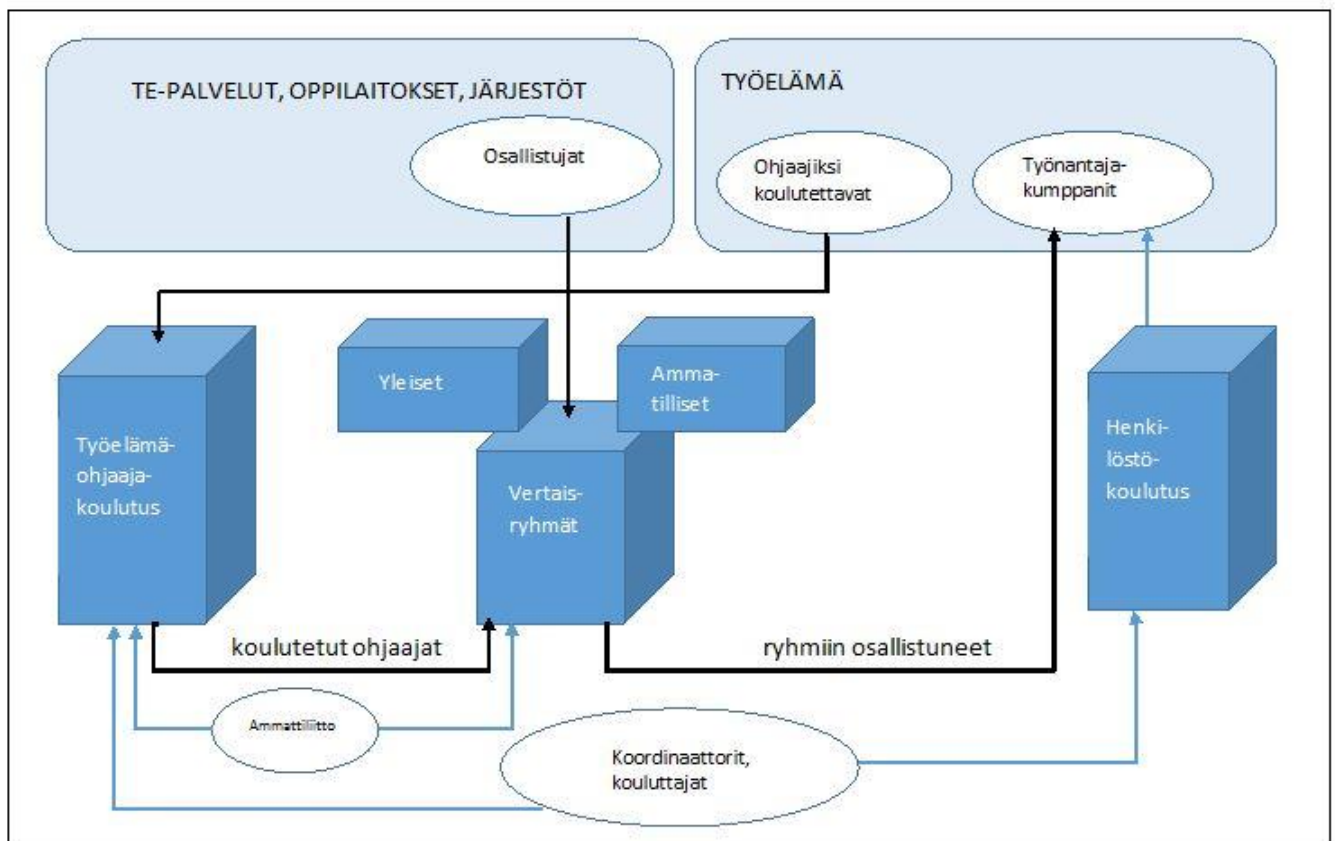 TE-PALVELUT, OPPILAITOKSET, JÄRJESTÖT
Osallistujat
TYÖELÄMÄ
Ohjaajiksi
koulutettavat
Työnantaja-
kumppanit
Työelämä-
ohjaaja-
koulutus
Yleiset
Amma-
tilliset
Vertais-
ryhmät
Henki-
löstö-
koulutus
koulutetut ohjaajat
ryhmiin osallistuneet
Ammattiliitto
Koordinaattorit,
kouluttajat